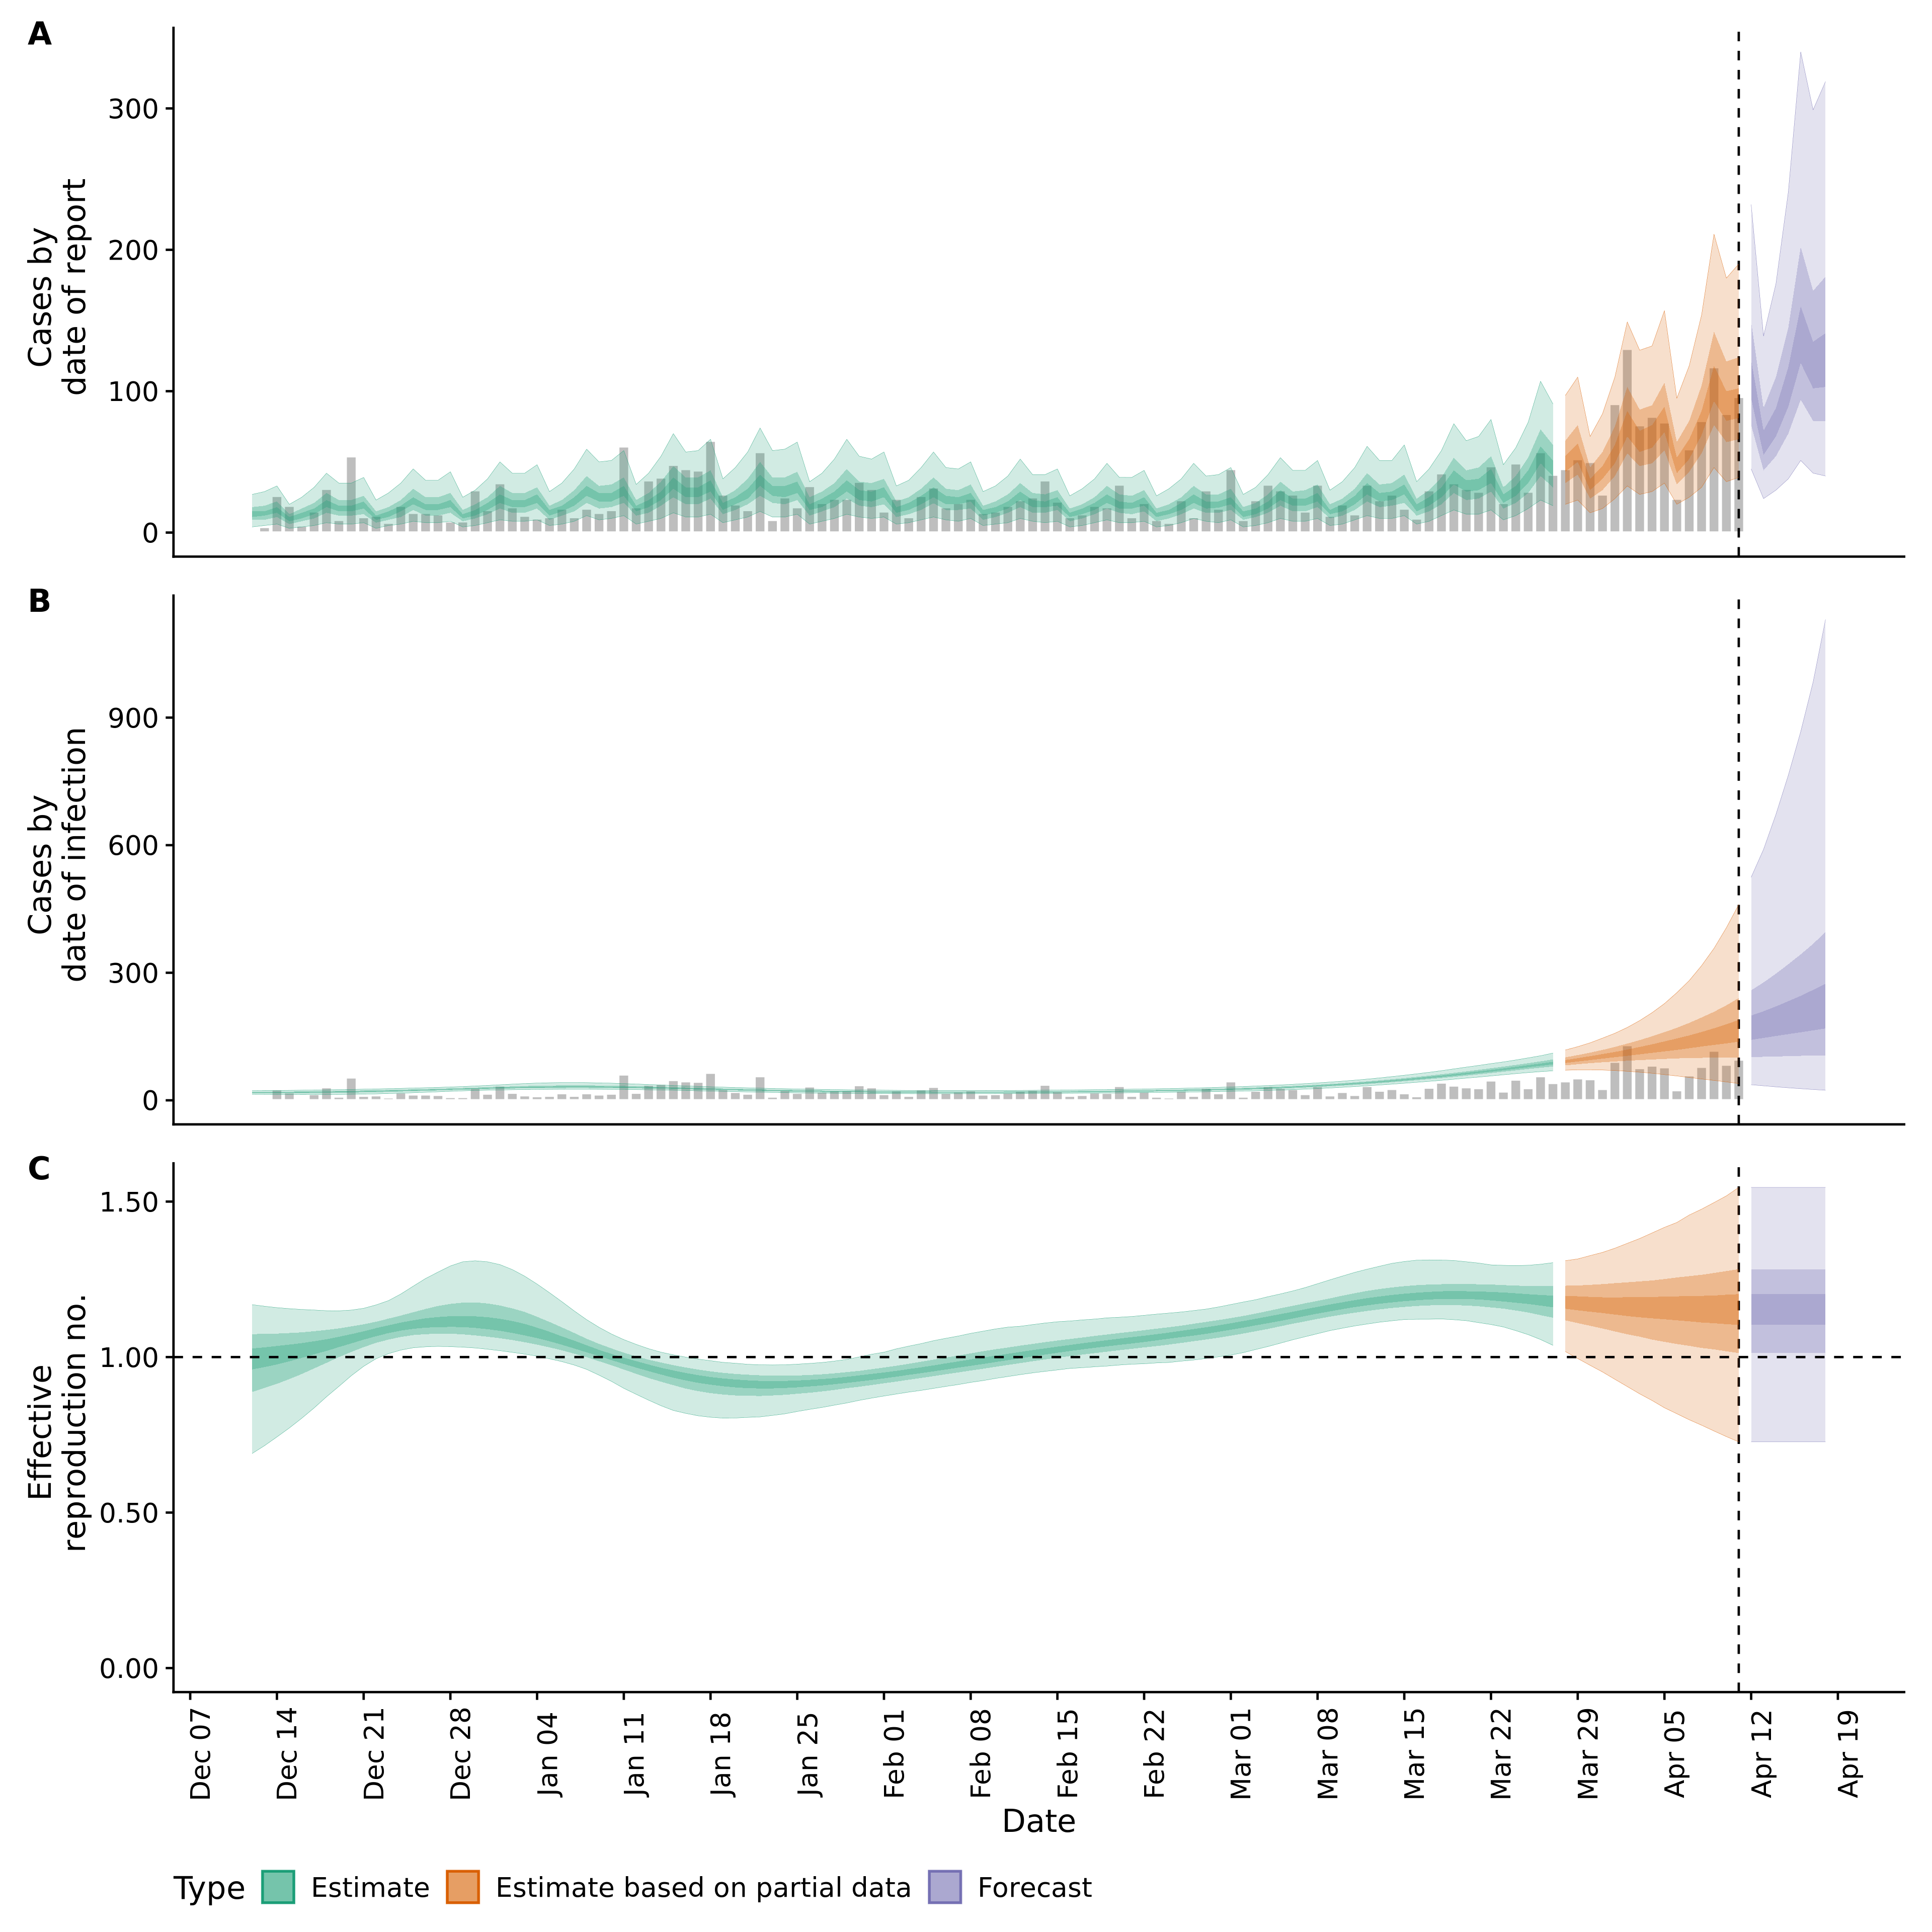 A
Cases by
date of report
300
200
100
0
B
Cases by
date of infection
900
600
300
0
C
Effective
reproduction no.
1.50
1.00
0.50
0.00
Dec 07
Dec 14
Dec 21
Dec 28
Jan 04
Jan 11
Jan 18
Jan 25
Feb 01
Feb 08
Feb 15
Feb 22
Mar 01
Mar 08
Mar 15
Mar 22
Mar 29
Apr 05
Apr 12
Apr 19
Date
Type Estimate Estimate based on partial data Forecast